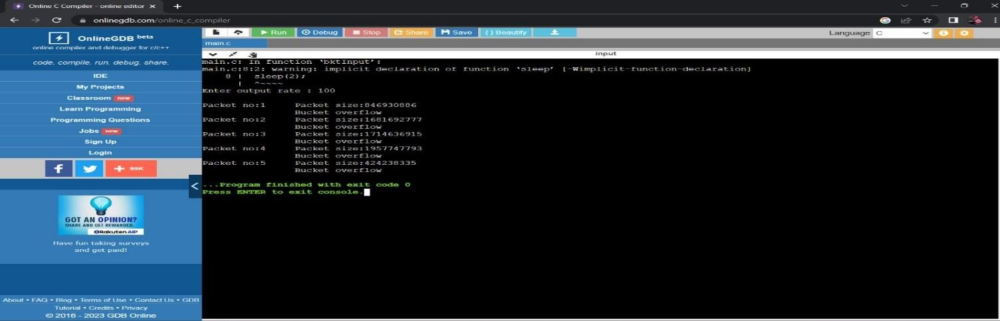 Online C Compiler - online editor
onlinegdb.com/online_c_compiler
OnlineGDB beta
online compiler and debugger for c/c++
code. compile. run. debug. share.
IDE
My Projects
Classroom new
Learn Programming
Programming Questions
Jobs new
Sign Up
Login
f + 99K
GOT AN OPINION?
SHARE AND GET REWARDED.
Rakuten AIP
Have fun taking surveys
and get paid!
About • FAQ • Blog • Terms of Use • Contact Us • GDB
Tutorial • Credits • Privacy
© 2016 - 2023 GDB Online
Run Debug Stop Share Save {} Beautify Language C
main.c
input
main.c: In function ‘bktInput’:
main.c:8:2: warning: implicit declaration of function ‘sleep’ [-Wimplicit-function-declaration]
8 | sleep(2);
| ^~~~~
Enter output rate : 100
Packet no:1 Packet size:846930886
Bucket overflow
Packet no:2 Packet size:1681692777
Bucket overflow
Packet no:3 Packet size:1714636915
Bucket overflow
Packet no:4 Packet size:1957747793
Bucket overflow
Packet no:5 Packet size:424238335
Bucket overflow
...Program finished with exit code 0
Press ENTER to exit console.